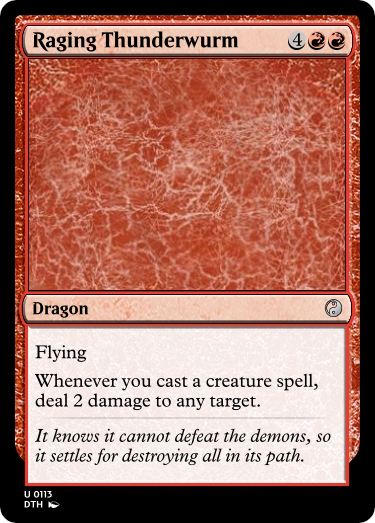 Raging Thunderwurm 4
Dragon
Flying
Whenever you cast a creature spell,
deal 2 damage to any target.
It knows it cannot defeat the demons, so
it settles for destroying all in its path.
U 0113
DTH